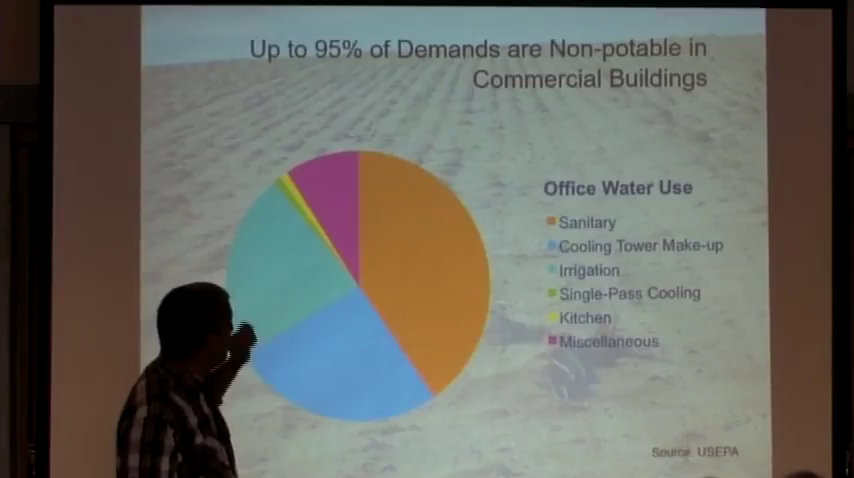 Up to 95% of Demands are Non-potable in
Commercial Buildings
Office Water Use
Sanitary
Cooling Tower Make-up
Irrigation
Single-Pass Cooling
Kitchen
Miscellaneous
Source: USEPA